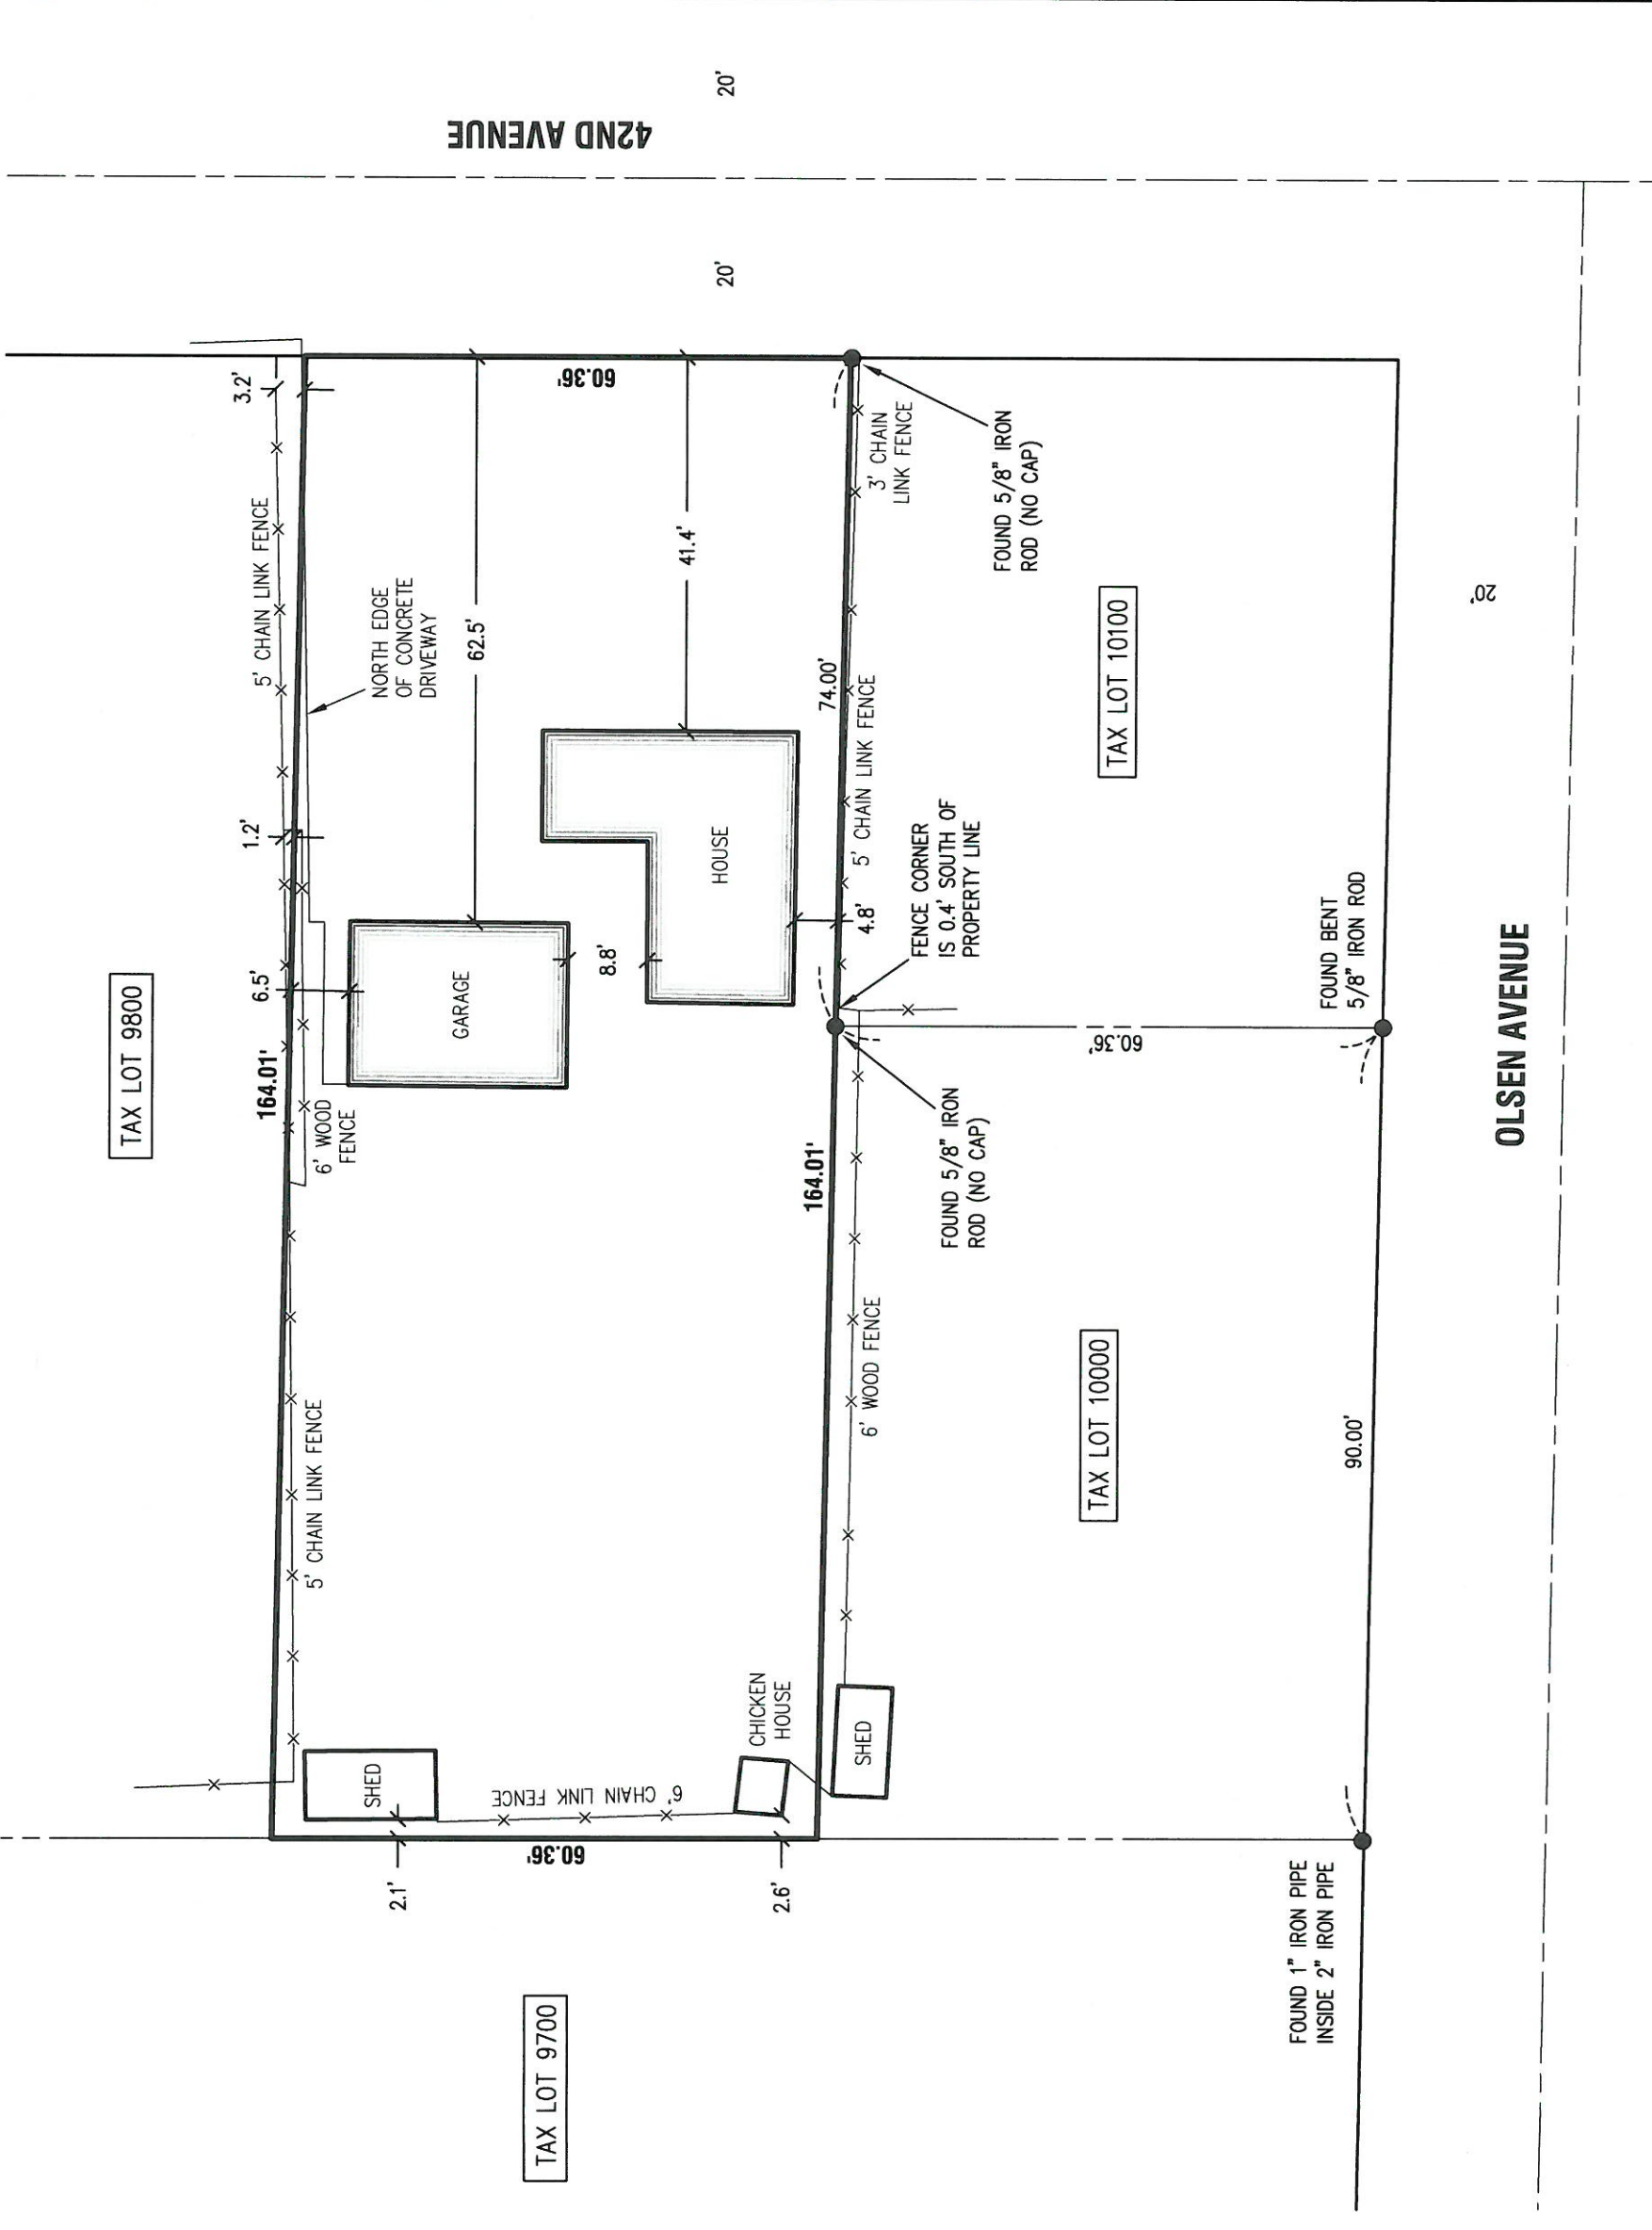 TAX LOT 9700
TAX LOT 9800
TAX LOT 10000
TAX LOT 10100
42ND AVENUE
20'
20'
OLSEN AVENUE
20'
3.2'
5' CHAIN LINK FENCE
NORTH EDGE
OF CONCRETE
DRIVEWAY
1.2'
6.5'
164.01'
6' WOOD
FENCE
5' CHAIN LINK FENCE
SHED
6' CHAIN LINK FENCE
CHICKEN
HOUSE
SHED
60.36'
2.1'
2.6'
GARAGE
8.8'
HOUSE
62.5'
41.4'
60.36'
74.00'
3' CHAIN
LINK FENCE
5' CHAIN LINK FENCE
4.8'
FENCE CORNER
IS 0.4' SOUTH OF
PROPERTY LINE
FOUND 5/8" IRON
ROD (NO CAP)
FOUND 5/8" IRON
ROD (NO CAP)
164.01'
6' WOOD FENCE
60.36'
FOUND BENT
5/8" IRON ROD
90.00'
FOUND 1" IRON PIPE
INSIDE 2" IRON PIPE